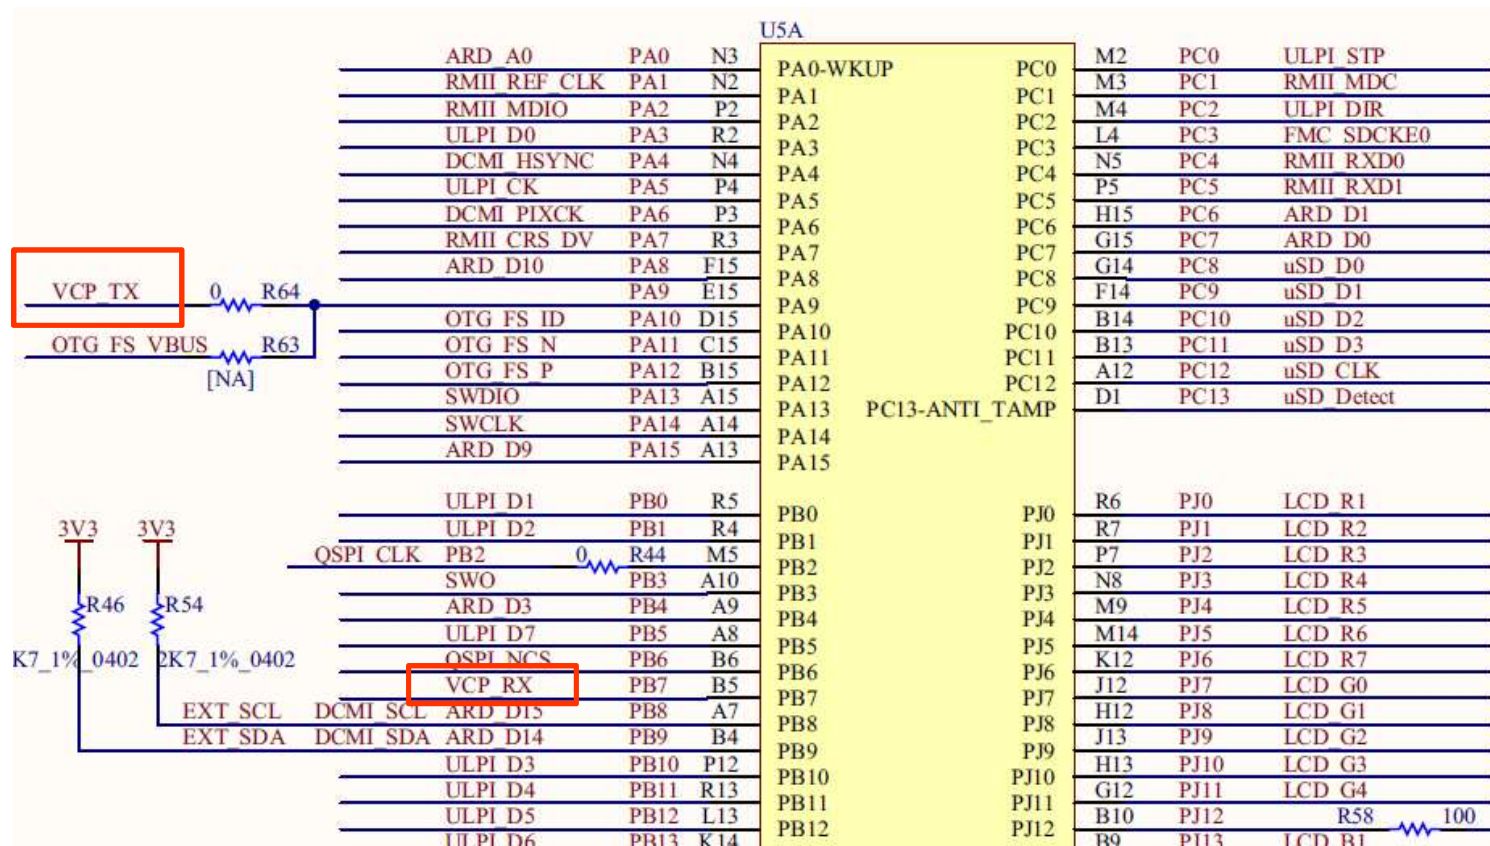 U5A
ARD_A0 PA0 N3 PA0-WKUP PC0 M2 PC0 ULPI_STP
RMII_REF_CLK PA1 N2 PA1 PC1 M3 PC1 RMII_MDC
RMII_MDIO PA2 P2 PA2 PC2 M4 PC2 ULPI_DIR
ULPI_D0 PA3 R2 PA3 PC3 L4 PC3 FMC_SDCKE0
DCMI_HSYNC PA4 N4 PA4 PC4 N5 PC4 RMII_RXD0
ULPI_CK PA5 P4 PA5 PC5 P5 PC5 RMII_RXD1
DCMI_PIXCK PA6 P3 PA6 PC6 H15 PC6 ARD_D1
RMII_CRS_DV PA7 R3 PA7 PC7 G15 PC7 ARD_D0
ARD_D10 PA8 F15 PA8 PC8 G14 PC8 uSD_D0
VCP_TX 0 R64 PA9 E15 PA9 PC9 F14 PC9 uSD_D1
OTG_FS_ID PA10 D15 PA10 PC10 B14 PC10 uSD_D2
OTG_FS_VBUS R63 OTG_FS_N PA11 C15 PA11 PC11 B13 PC11 uSD_D3
[NA] OTG_FS_P PA12 B15 PA12 PC12 A12 PC12 uSD_CLK
SWDIO PA13 A15 PA13 PC13-ANTI_TAMP D1 PC13 uSD_Detect
SWCLK PA14 A14 PA14
ARD_D9 PA15 A13 PA15
ULPI_D1 PB0 R5 PB0 PJ0 R6 PJ0 LCD_R1
3V3 3V3 ULPI_D2 PB1 R4 PB1 PJ1 R7 PJ1 LCD_R2
QSPI_CLK PB2 0 R44 M5 PB2 PJ2 P7 PJ2 LCD_R3
SWO PB3 A10 PB3 PJ3 N8 PJ3 LCD_R4
R46 R54 ARD_D3 PB4 A9 PB4 PJ4 M9 PJ4 LCD_R5
ULPI_D7 PB5 A8 PB5 PJ5 M14 PJ5 LCD_R6
K7_1%_0402 2K7_1%_0402 QSPI_NCS PB6 B6 PB6 PJ6 K12 PJ6 LCD_R7
VCP_RX PB7 B5 PB7 PJ7 J12 PJ7 LCD_G0
EXT_SCL DCMI_SCL ARD_D15 PB8 A7 PB8 PJ8 H12 PJ8 LCD_G1
EXT_SDA DCMI_SDA ARD_D14 PB9 B4 PB9 PJ9 J13 PJ9 LCD_G2
ULPI_D3 PB10 P12 PB10 PJ10 H13 PJ10 LCD_G3
ULPI_D4 PB11 R13 PB11 PJ11 G12 PJ11 LCD_G4
ULPI_D5 PB12 L13 PB12 PJ12 B10 PJ12 R58 100
ULPI_D6 PB13 K14 B9 PJ13 LCD_B1